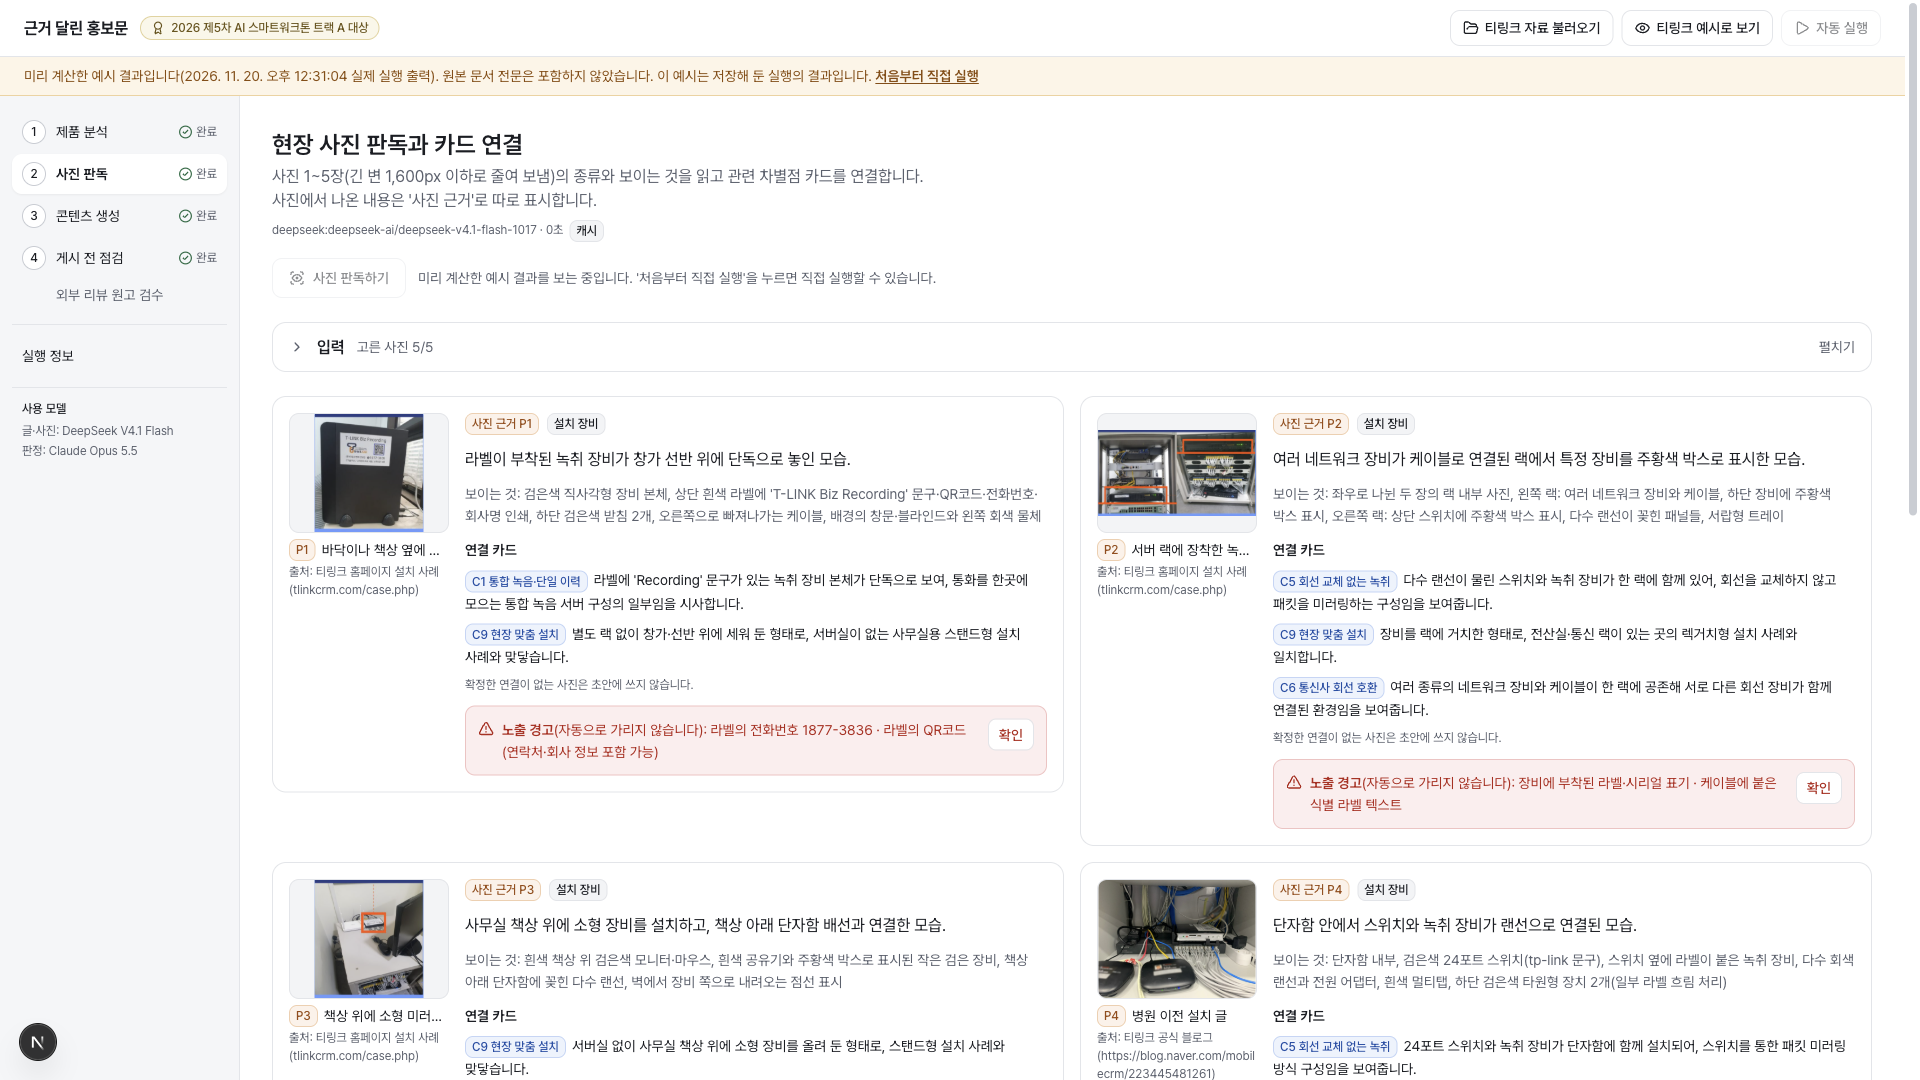 근거 달린 홍보문
2026 제5차 AI 스마트워크톤 트랙 A 대상
티링크 자료 불러오기
티링크 예시로 보기
자동 실행
미리 계산한 예시 결과입니다(2026. 11. 20. 오후 12:31:04 실제 실행 출력). 원본 문서 전문은 포함하지 않았습니다. 이 예시는 저장해 둔 실행의 결과입니다. 처음부터 직접 실행
1 제품 분석 완료
2 사진 판독 완료
3 콘텐츠 생성 완료
4 게시 전 점검 완료
외부 리뷰 원고 검수
실행 정보
사용 모델
글·사진: DeepSeek V4.1 Flash
판정: Claude Opus 5.5
현장 사진 판독과 카드 연결
사진 1~5장(긴 변 1,600px 이하로 줄여 보냄)의 종류와 보이는 것을 읽고 관련 차별점 카드를 연결합니다.
사진에서 나온 내용은 '사진 근거'로 따로 표시합니다.
deepseek:deepseek-ai/deepseek-v4.1-flash-1017 · 0초 캐시
사진 판독하기
미리 계산한 예시 결과를 보는 중입니다. '처음부터 직접 실행'을 누르면 직접 실행할 수 있습니다.
입력 고른 사진 5/5 펼치기
T-LINK Biz Recording
P1 바닥이나 책상 옆에 ...
출처: 티링크 홈페이지 설치 사례
(tlinkcrm.com/case.php)
사진 근거 P1 설치 장비
라벨이 부착된 녹취 장비가 창가 선반 위에 단독으로 놓인 모습.
보이는 것: 검은색 직사각형 장비 본체, 상단 흰색 라벨에 'T-LINK Biz Recording' 문구·QR코드·전화번호·
회사명 인쇄, 하단 검은색 받침 2개, 오른쪽으로 빠져나가는 케이블, 배경의 창문·블라인드와 왼쪽 회색 물체
연결 카드
C1 통합 녹음·단일 이력 라벨에 'Recording' 문구가 있는 녹취 장비 본체가 단독으로 보여, 통화를 한곳에
모으는 통합 녹음 서버 구성의 일부임을 시사합니다.
C9 현장 맞춤 설치 별도 랙 없이 창가·선반 위에 세워 둔 형태로, 서버실이 없는 사무실용 스탠드형 설치
사례와 맞닿습니다.
확정한 연결이 없는 사진은 초안에 쓰지 않습니다.
노출 경고(자동으로 가리지 않습니다): 라벨의 전화번호 1877-3836 · 라벨의 QR코드
(연락처·회사 정보 포함 가능)
확인
P2 서버 랙에 장착한 녹...
출처: 티링크 홈페이지 설치 사례
(tlinkcrm.com/case.php)
사진 근거 P2 설치 장비
여러 네트워크 장비가 케이블로 연결된 랙에서 특정 장비를 주황색 박스로 표시한 모습.
보이는 것: 좌우로 나뉜 두 장의 랙 내부 사진, 왼쪽 랙: 여러 네트워크 장비와 케이블, 하단 장비에 주황색
박스 표시, 오른쪽 랙: 상단 스위치에 주황색 박스 표시, 다수 랜선이 꽂힌 패널들, 서랍형 트레이
연결 카드
C5 회선 교체 없는 녹취 다수 랜선이 물린 스위치와 녹취 장비가 한 랙에 함께 있어, 회선을 교체하지 않고
패킷을 미러링하는 구성임을 보여줍니다.
C9 현장 맞춤 설치 장비를 랙에 거치한 형태로, 전산실·통신 랙이 있는 곳의 렉거치형 설치 사례와
일치합니다.
C6 통신사 회선 호환 여러 종류의 네트워크 장비와 케이블이 한 랙에 공존해 서로 다른 회선 장비가 함께
연결된 환경임을 보여줍니다.
확정한 연결이 없는 사진은 초안에 쓰지 않습니다.
노출 경고(자동으로 가리지 않습니다): 장비에 부착된 라벨·시리얼 표기 · 케이블에 붙은
식별 라벨 텍스트
확인
P3 책상 위에 소형 미러...
출처: 티링크 홈페이지 설치 사례
(tlinkcrm.com/case.php)
사진 근거 P3 설치 장비
사무실 책상 위에 소형 장비를 설치하고, 책상 아래 단자함 배선과 연결한 모습.
보이는 것: 흰색 책상 위 검은색 모니터·마우스, 흰색 공유기와 주황색 박스로 표시된 작은 검은 장비, 책상
아래 단자함에 꽂힌 다수 랜선, 벽에서 장비 쪽으로 내려오는 점선 표시
연결 카드
C9 현장 맞춤 설치 서버실 없이 사무실 책상 위에 소형 장비를 올려 둔 형태로, 스탠드형 설치 사례와
맞닿습니다.
P4 병원 이전 설치 글
출처: 티링크 공식 블로그
(https://blog.naver.com/mobil
ecrm/223445481261)
사진 근거 P4 설치 장비
단자함 안에서 스위치와 녹취 장비가 랜선으로 연결된 모습.
보이는 것: 단자함 내부, 검은색 24포트 스위치(tp-link 문구), 스위치 옆에 라벨이 붙은 녹취 장비, 다수 회색
랜선과 전원 어댑터, 흰색 멀티탭, 하단 검은색 타원형 장치 2개(일부 라벨 흐림 처리)
연결 카드
C5 회선 교체 없는 녹취 24포트 스위치와 녹취 장비가 단자함에 함께 설치되어, 스위치를 통한 패킷 미러링
방식 구성임을 보여줍니다.
N